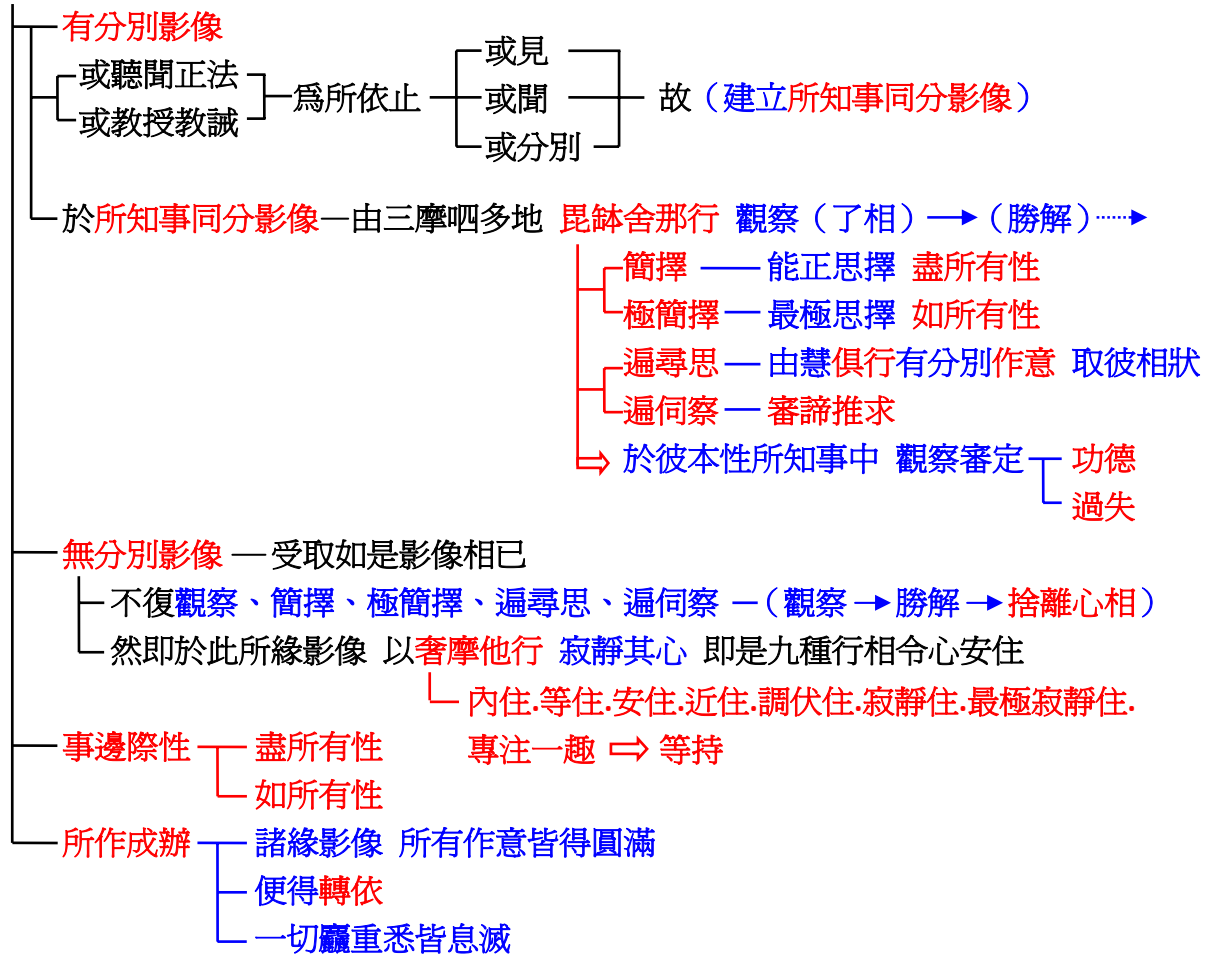 有分別影像
或聽聞正法
或教授教誡
爲所依止
或見
或聞
或分別
故（建立所知事同分影像）
於所知事同分影像 由三摩呬多地 毘缽舍那行 觀察（了相） （勝解）
簡擇 能正思擇 盡所有性
極簡擇 最極思擇 如所有性
遍尋思 由慧俱行有分別作意 取彼相狀
遍伺察 審諦推求
於彼本性所知事中 觀察審定 功德
過失
無分別影像 受取如是影像相已
不復觀察、簡擇、極簡擇、遍尋思、遍伺察 （觀察 勝解 捨離心相）
然即於此所緣影像 以奢摩他行 寂靜其心 即是九種行相令心安住
內住.等住.安住.近住.調伏住.寂靜住.最極寂靜住.
專注一趣 等持
事邊際性 盡所有性
如所有性
所作成辦 諸緣影像 所有作意皆得圓滿
便得轉依
一切麤重悉皆息滅